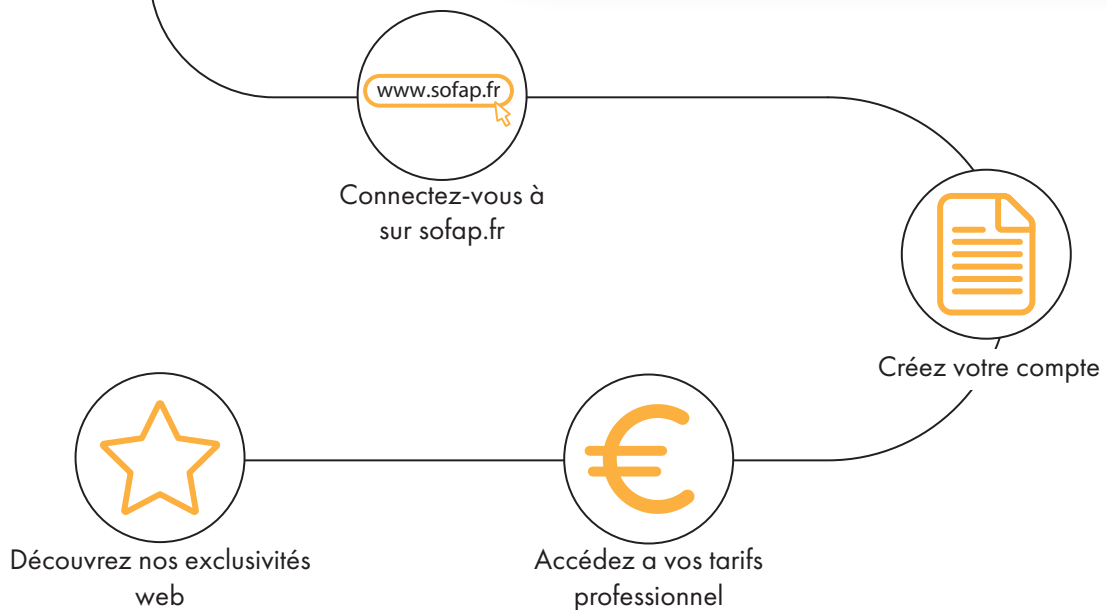 www.sofap.fr
Connectez-vous à
sur sofap.fr
Créez votre compte
Accédez a vos tarifs
professionnel
Découvrez nos exclusivités
web